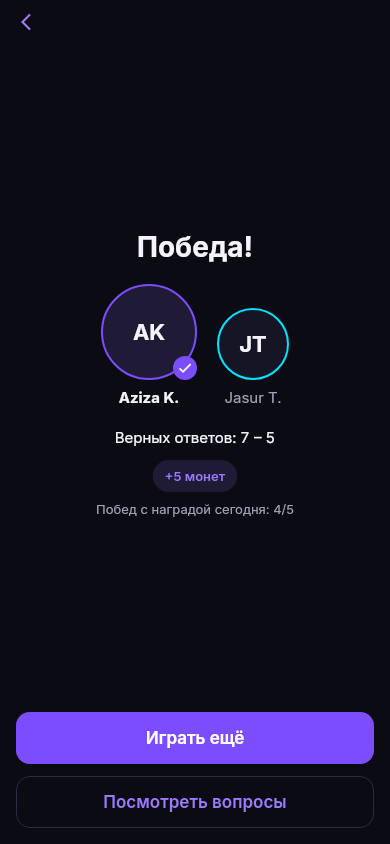 Победа!
AK
JT
Aziza K.
Jasur T.
Верных ответов: 7 – 5
+5 монет
Побед с наградой сегодня: 4/5
Играть ещё
Посмотреть вопросы